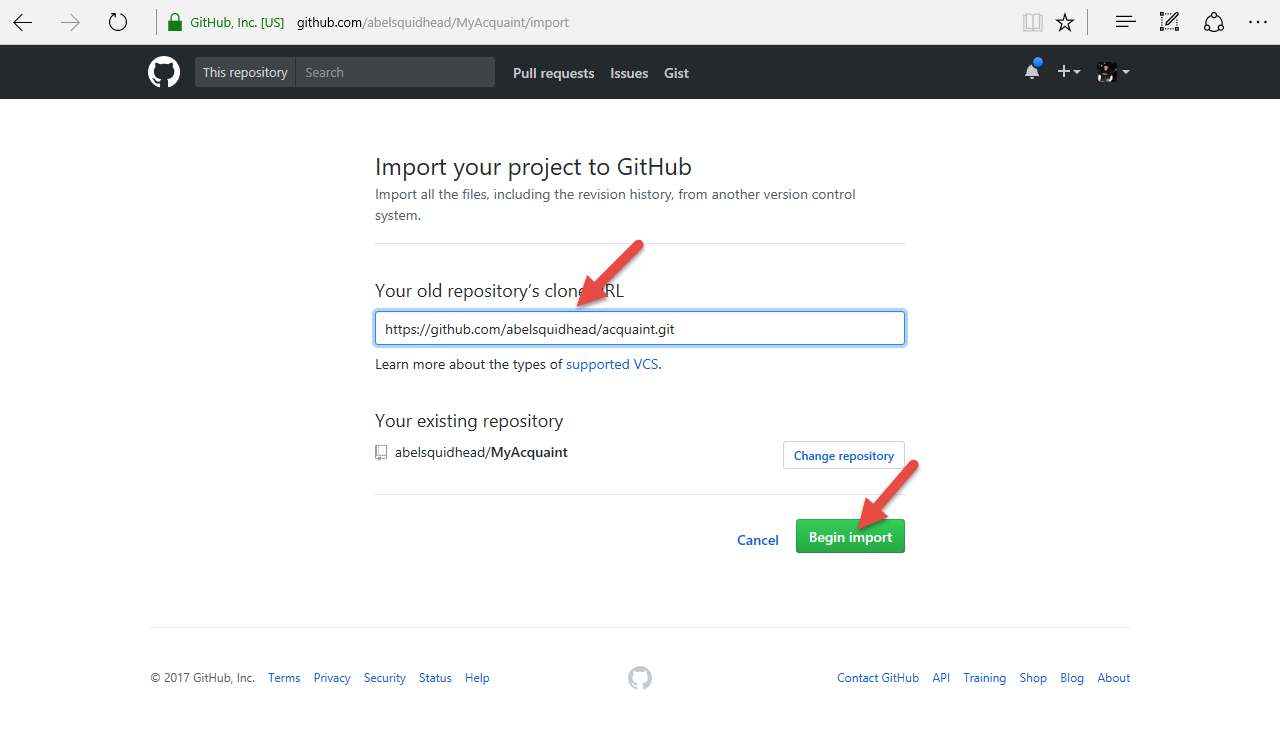 GitHub, Inc. [US] github.com/abelsquidhead/MyAcquaint/import
This repository Search Pull requests Issues Gist
Import your project to GitHub
Import all the files, including the revision history, from another version control
system.
Your old repository's clone URL
https://github.com/abelsquidhead/acquaint.git
Learn more about the types of supported VCS.
Your existing repository
abelsquidhead/MyAcquaint
Change repository
Cancel Begin import
© 2017 GitHub, Inc. Terms Privacy Security Status Help Contact GitHub API Training Shop Blog About